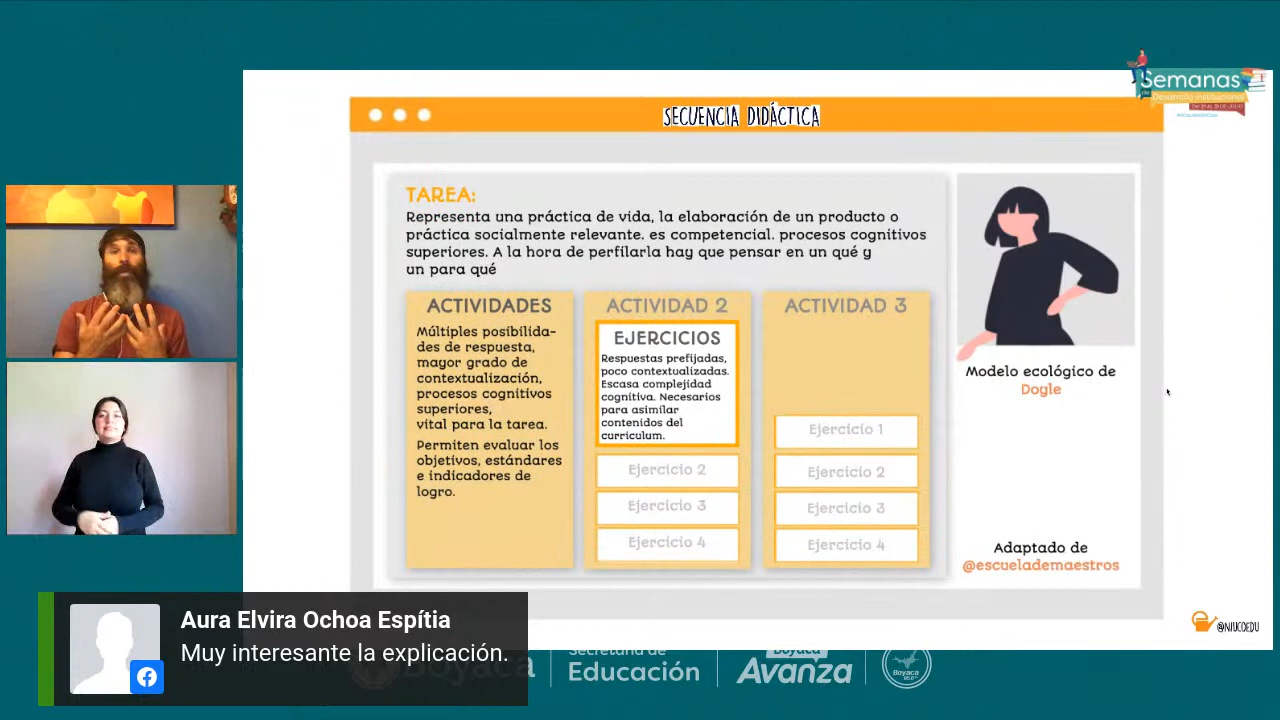 Semanas
SECUENCIA DIDÁCTICA
TAREA:
Representa una práctica de vida, la elaboración de un producto o
práctica socialmente relevante. es competencial. procesos cognitivos
superiores. A la hora de perfilarla hay que pensar en un qué y
un para qué
ACTIVIDADES
Múltiples posibilida-
des de respuesta,
mayor grado de
contextualización,
procesos cognitivos
superiores,
vital para la tarea.
Permiten evaluar los
objetivos, estándares
e indicadores de
logro.
ACTIVIDAD 2
EJERCICIOS
Respuestas prefijadas,
poco contextualizadas.
Escasa complejidad
cognitiva. Necesarios
para asimilar
contenidos del
curriculum.
Ejercicio 2
Ejercicio 3
Ejercicio 4
ACTIVIDAD 3
Ejercicio 1
Ejercicio 2
Ejercicio 3
Ejercicio 4
Modelo ecológico de
Dogle
Adaptado de
@escuelademaestros
@NIUCOEDU
Aura Elvira Ochoa Espítia
Muy interesante la explicación.
Boyacá
Secretaría de
Educación
Boyacá
Avanza